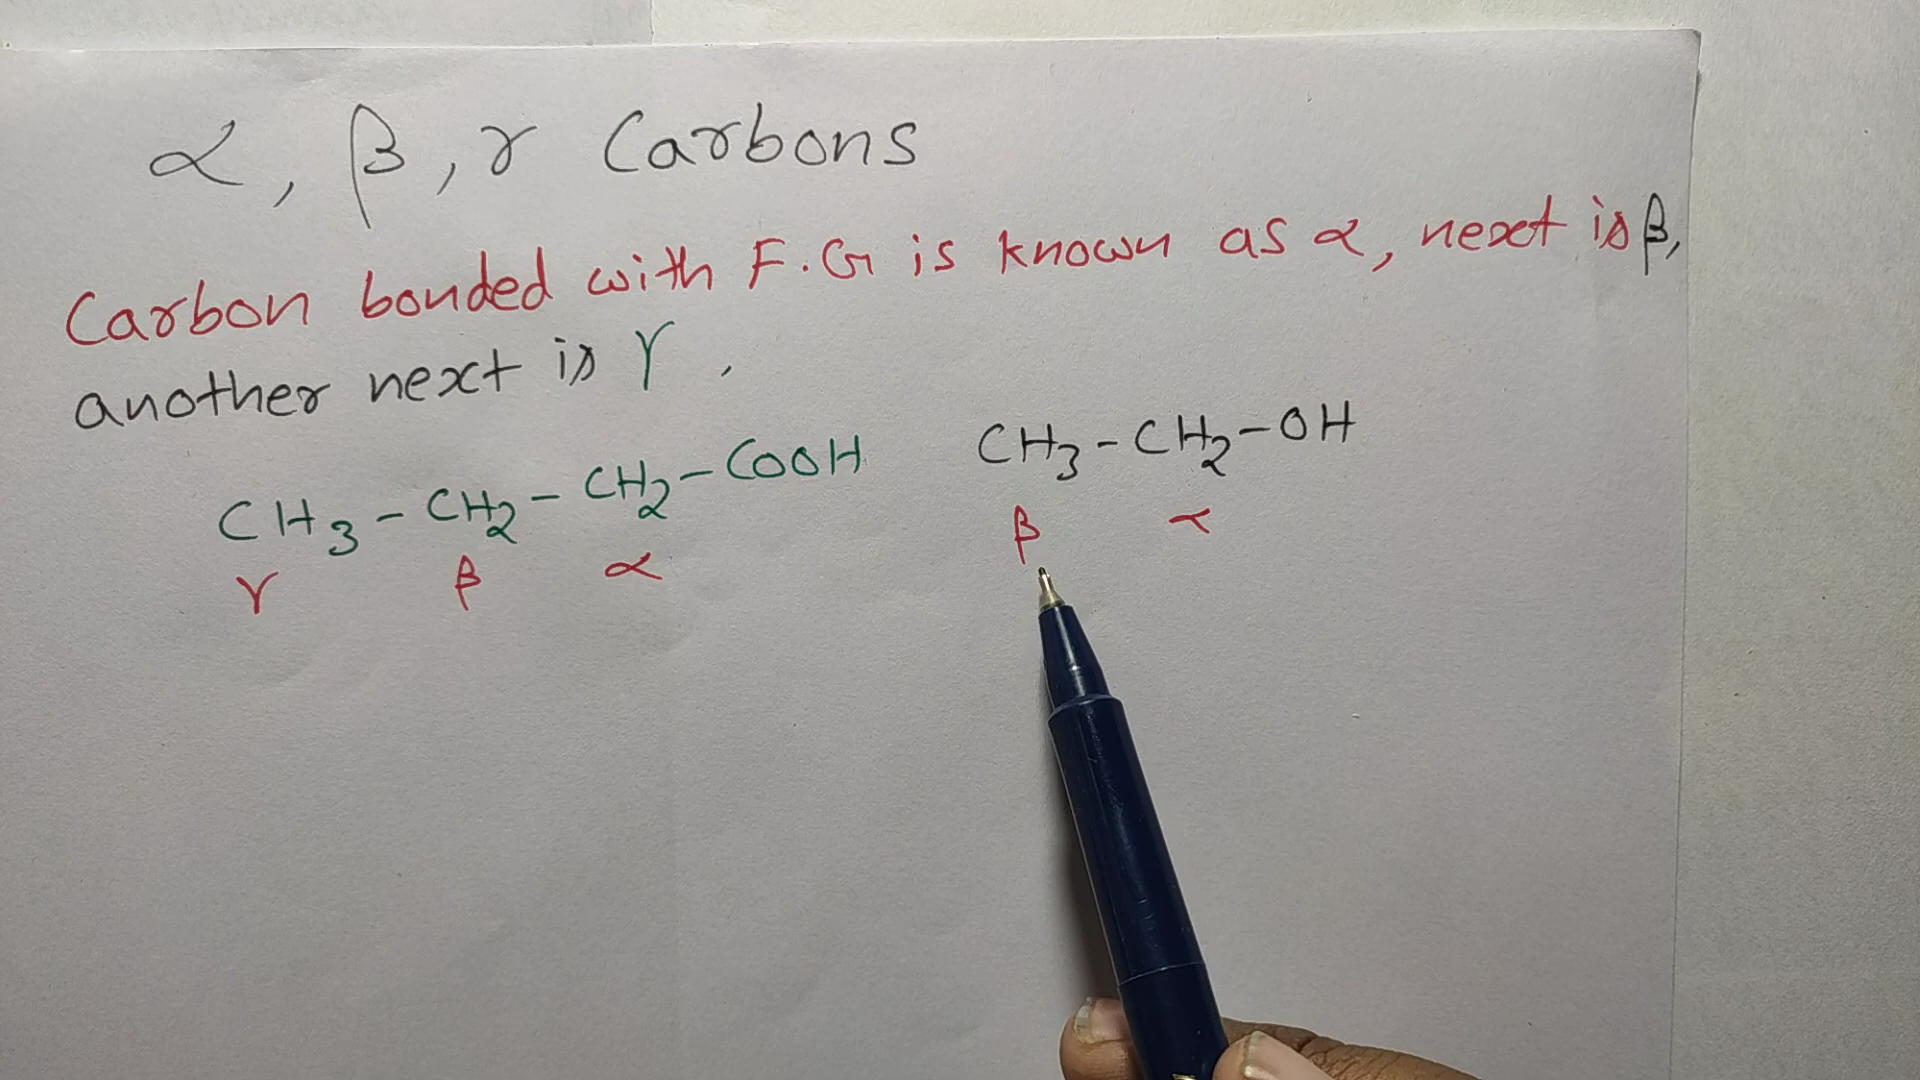 α, β, γ Carbons
Carbon bonded with F.G is known as α, next is β,
another next is γ.
CH3-CH2-CH2-COOH
γ β α
CH3-CH2-OH
β α